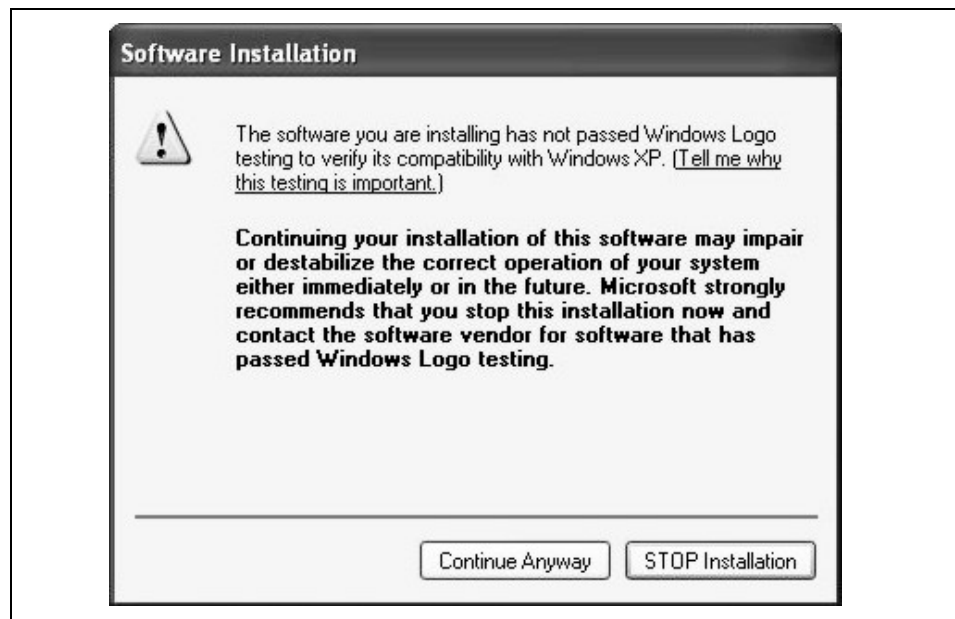 Software Installation
The software you are installing has not passed Windows Logo
testing to verify its compatibility with Windows XP. (Tell me why
this testing is important.)
Continuing your installation of this software may impair
or destabilize the correct operation of your system
either immediately or in the future. Microsoft strongly
recommends that you stop this installation now and
contact the software vendor for software that has
passed Windows Logo testing.
Continue Anyway
STOP Installation